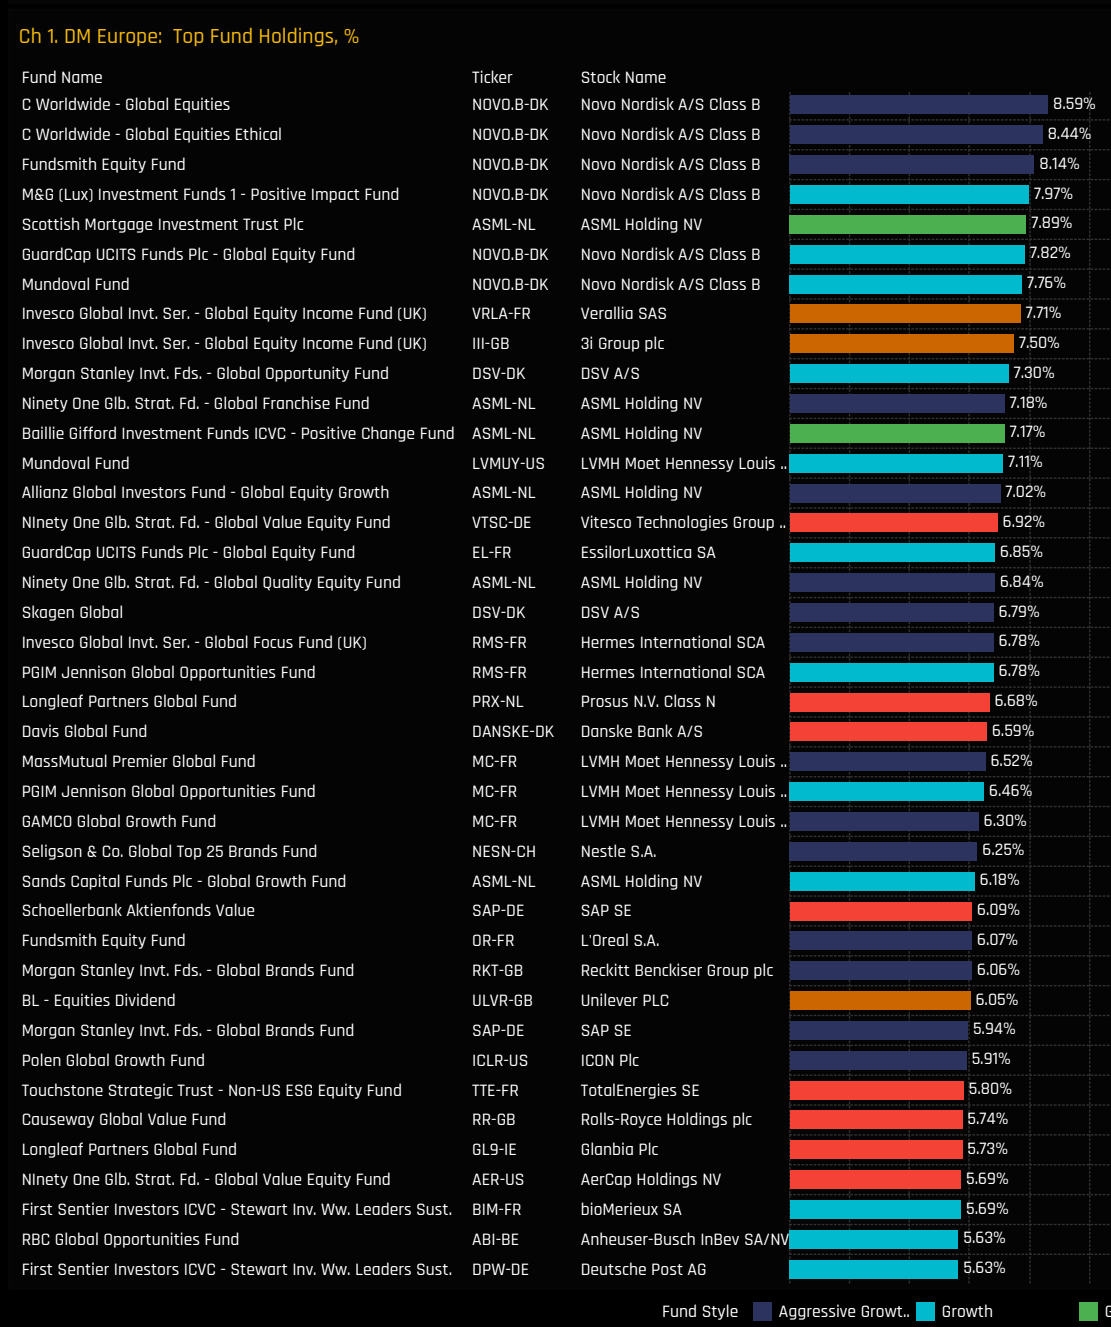 Ch 1. DM Europe: Top Fund Holdings, %
Fund Name Ticker Stock Name
C Worldwide - Global Equities NOVO.B-DK Novo Nordisk A/S Class B 8.59%
C Worldwide - Global Equities Ethical NOVO.B-DK Novo Nordisk A/S Class B 8.44%
Fundsmith Equity Fund NOVO.B-DK Novo Nordisk A/S Class B 8.14%
M&G (Lux) Investment Funds 1 - Positive Impact Fund NOVO.B-DK Novo Nordisk A/S Class B 7.97%
Scottish Mortgage Investment Trust Plc ASML-NL ASML Holding NV 7.89%
GuardCap UCITS Funds Plc - Global Equity Fund NOVO.B-DK Novo Nordisk A/S Class B 7.82%
Mundoval Fund NOVO.B-DK Novo Nordisk A/S Class B 7.76%
Invesco Global Invt. Ser. - Global Equity Income Fund (UK) VRLA-FR Verallia SAS 7.71%
Invesco Global Invt. Ser. - Global Equity Income Fund (UK) III-GB 3i Group plc 7.50%
Morgan Stanley Invt. Fds. - Global Opportunity Fund DSV-DK DSV A/S 7.30%
Ninety One Glb. Strat. Fd. - Global Franchise Fund ASML-NL ASML Holding NV 7.18%
Baillie Gifford Investment Funds ICVC - Positive Change Fund ASML-NL ASML Holding NV 7.17%
Mundoval Fund LVMUY-US LVMH Moet Hennessy Louis .. 7.11%
Allianz Global Investors Fund - Global Equity Growth ASML-NL ASML Holding NV 7.02%
NInety One Glb. Strat. Fd. - Global Value Equity Fund VTSC-DE Vitesco Technologies Group .. 6.92%
GuardCap UCITS Funds Plc - Global Equity Fund EL-FR EssilorLuxottica SA 6.85%
Ninety One Glb. Strat. Fd. - Global Quality Equity Fund ASML-NL ASML Holding NV 6.84%
Skagen Global DSV-DK DSV A/S 6.79%
Invesco Global Invt. Ser. - Global Focus Fund (UK) RMS-FR Hermes International SCA 6.78%
PGIM Jennison Global Opportunities Fund RMS-FR Hermes International SCA 6.78%
Longleaf Partners Global Fund PRX-NL Prosus N.V. Class N 6.68%
Davis Global Fund DANSKE-DK Danske Bank A/S 6.59%
MassMutual Premier Global Fund MC-FR LVMH Moet Hennessy Louis .. 6.52%
PGIM Jennison Global Opportunities Fund MC-FR LVMH Moet Hennessy Louis .. 6.46%
GAMCO Global Growth Fund MC-FR LVMH Moet Hennessy Louis .. 6.30%
Seligson & Co. Global Top 25 Brands Fund NESN-CH Nestle S.A. 6.25%
Sands Capital Funds Plc - Global Growth Fund ASML-NL ASML Holding NV 6.18%
Schoellerbank Aktienfonds Value SAP-DE SAP SE 6.09%
Fundsmith Equity Fund OR-FR L'Oreal S.A. 6.07%
Morgan Stanley Invt. Fds. - Global Brands Fund RKT-GB Reckitt Benckiser Group plc 6.06%
BL - Equities Dividend ULVR-GB Unilever PLC 6.05%
Morgan Stanley Invt. Fds. - Global Brands Fund SAP-DE SAP SE 5.94%
Polen Global Growth Fund ICLR-US ICON Plc 5.91%
Touchstone Strategic Trust - Non-US ESG Equity Fund TTE-FR TotalEnergies SE 5.80%
Causeway Global Value Fund RR-GB Rolls-Royce Holdings plc 5.74%
Longleaf Partners Global Fund GL9-IE Glanbia Plc 5.73%
NInety One Glb. Strat. Fd. - Global Value Equity Fund AER-US AerCap Holdings NV 5.69%
First Sentier Investors ICVC - Stewart Inv. Ww. Leaders Sust. BIM-FR bioMerieux SA 5.69%
RBC Global Opportunities Fund ABI-BE Anheuser-Busch InBev SA/NV 5.63%
First Sentier Investors ICVC - Stewart Inv. Ww. Leaders Sust. DPW-DE Deutsche Post AG 5.63%
Fund Style Aggressive Growt.. Growth